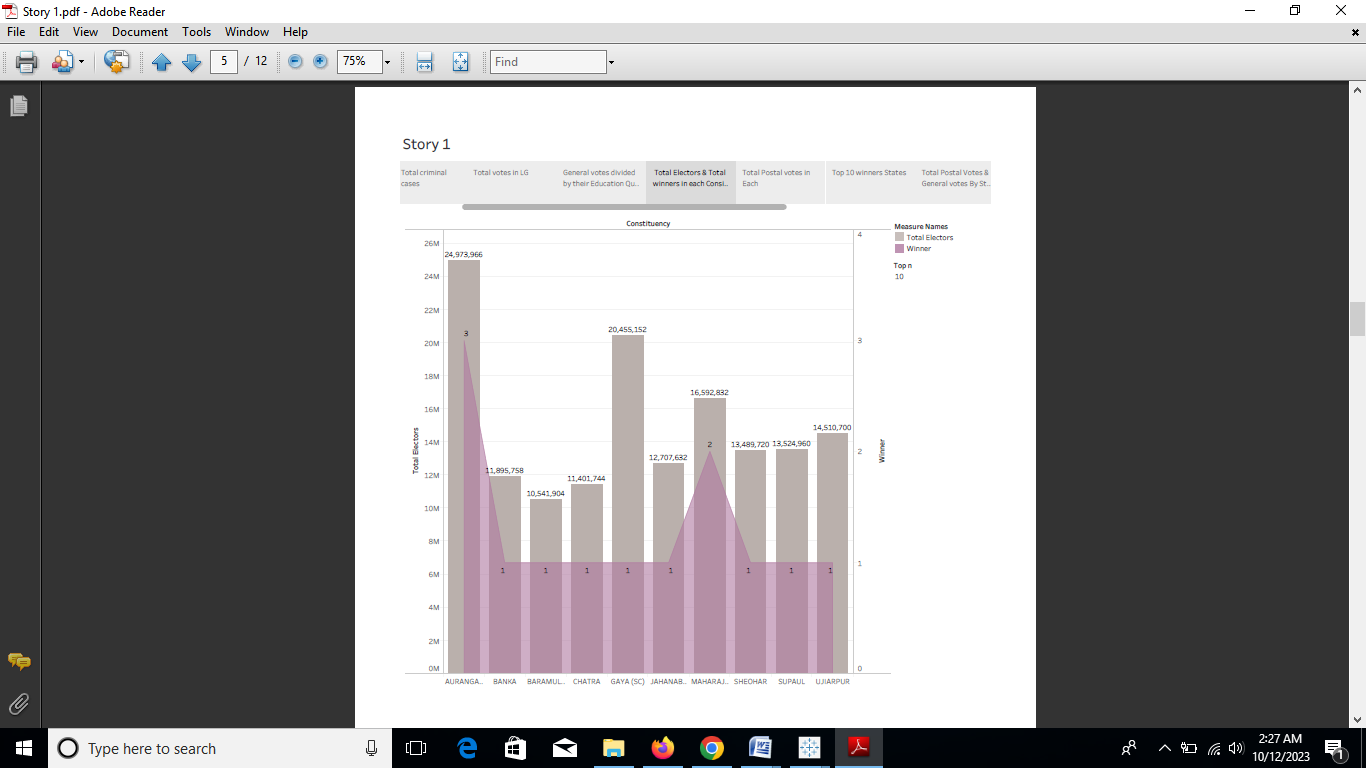 Story 1.pdf - Adobe Reader
File Edit View Document Tools Window Help
5 / 12 75% Find
Story 1
Total criminal
cases
Total votes in LG
General votes divided
by their Education Qu..
Total Electors & Total
winners in each Consi..
Total Postal votes in
Each
Top 10 winners States
Total Postal Votes &
General votes By St..
Constituency
Measure Names
Total Electors
Winner
Top n
10
26M
24M
22M
20M
18M
16M
14M
12M
10M
8M
6M
4M
2M
0M
Total Electors
24,973,966
11,895,758
10,541,904
11,401,744
20,455,152
12,707,632
16,592,832
13,489,720
13,524,960
14,510,700
3
1
1
1
1
1
2
1
1
1
4
3
2
1
0
Winner
AURANGA.. BANKA BARAMUL.. CHATRA GAYA (SC) JAHANAB.. MAHARAJ.. SHEOHAR SUPAUL UJIARPUR
Type here to search
2:27 AM
10/12/2023
1